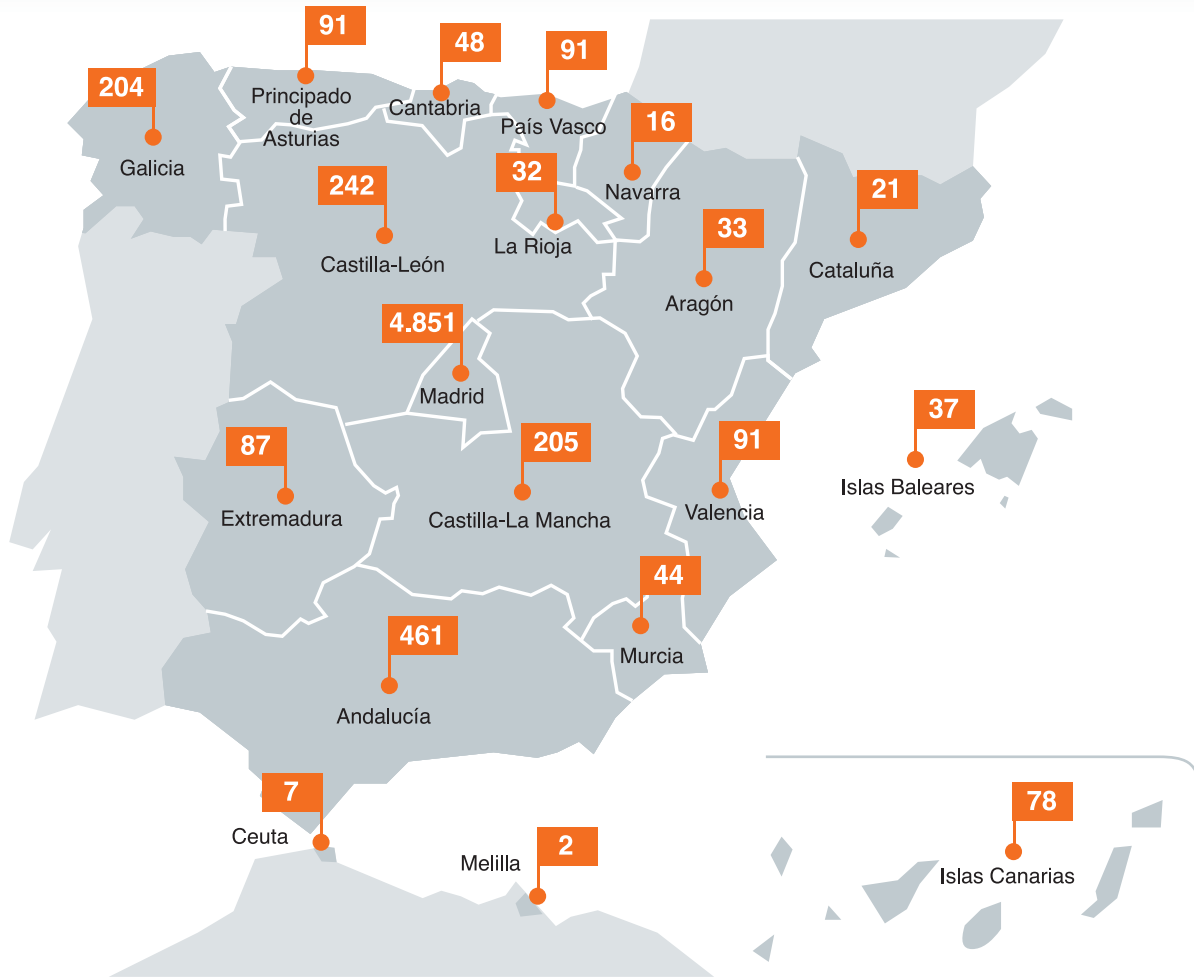 91
Principado
de
Asturias
48
Cantabria
91
País Vasco
204
Galicia
16
Navarra
242
Castilla-León
32
La Rioja
33
Aragón
21
Cataluña
4.851
Madrid
87
Extremadura
205
Castilla-La Mancha
91
Valencia
37
Islas Baleares
44
Murcia
461
Andalucía
7
Ceuta
2
Melilla
78
Islas Canarias